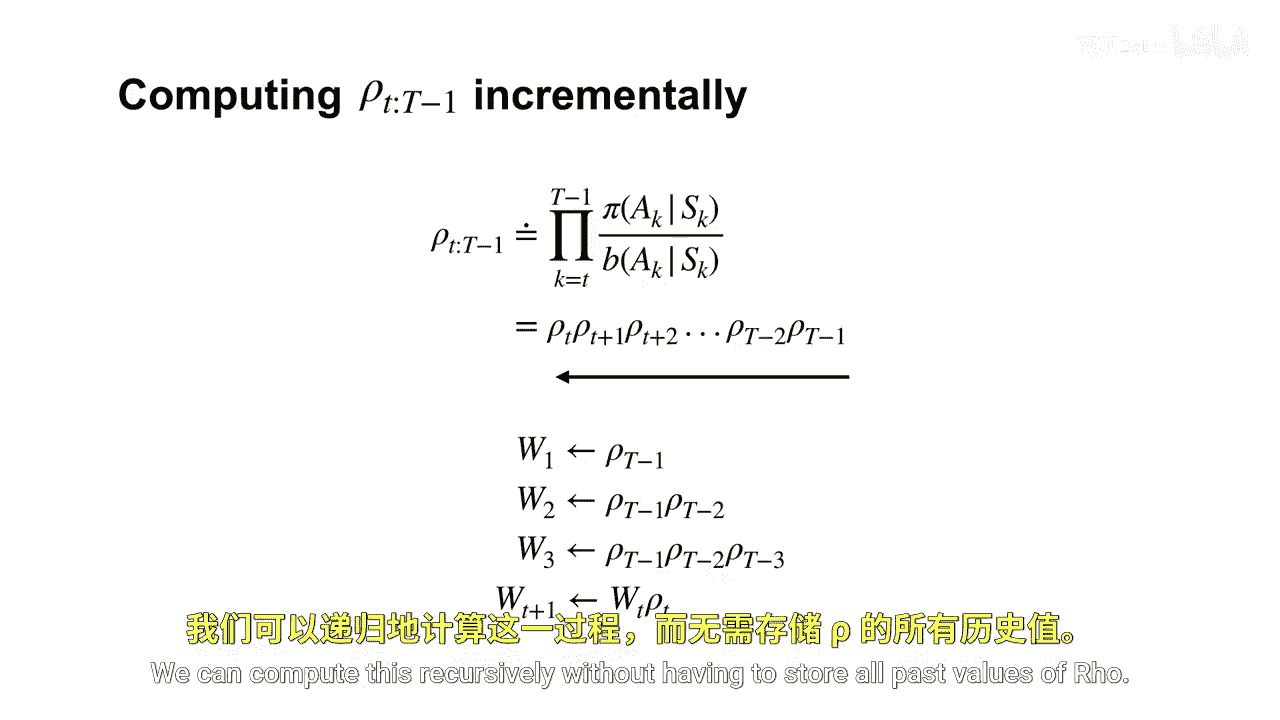 Computing ρ_{t:T−1} incrementally
ρ_{t:T−1} ≐ ∏_{k=t}^{T−1} π(A_k | S_k) / b(A_k | S_k)
= ρ_t ρ_{t+1} ρ_{t+2} … ρ_{T−2} ρ_{T−1}
W_1 ← ρ_{T−1}
W_2 ← ρ_{T−1} ρ_{T−2}
W_3 ← ρ_{T−1} ρ_{T−2} ρ_{T−3}
W_{t+1} ← W_t ρ_t
我们可以递归地计算这一过程，而无需存储 ρ 的所有历史值。
We can compute this recursively without having to store all past values of Rho.